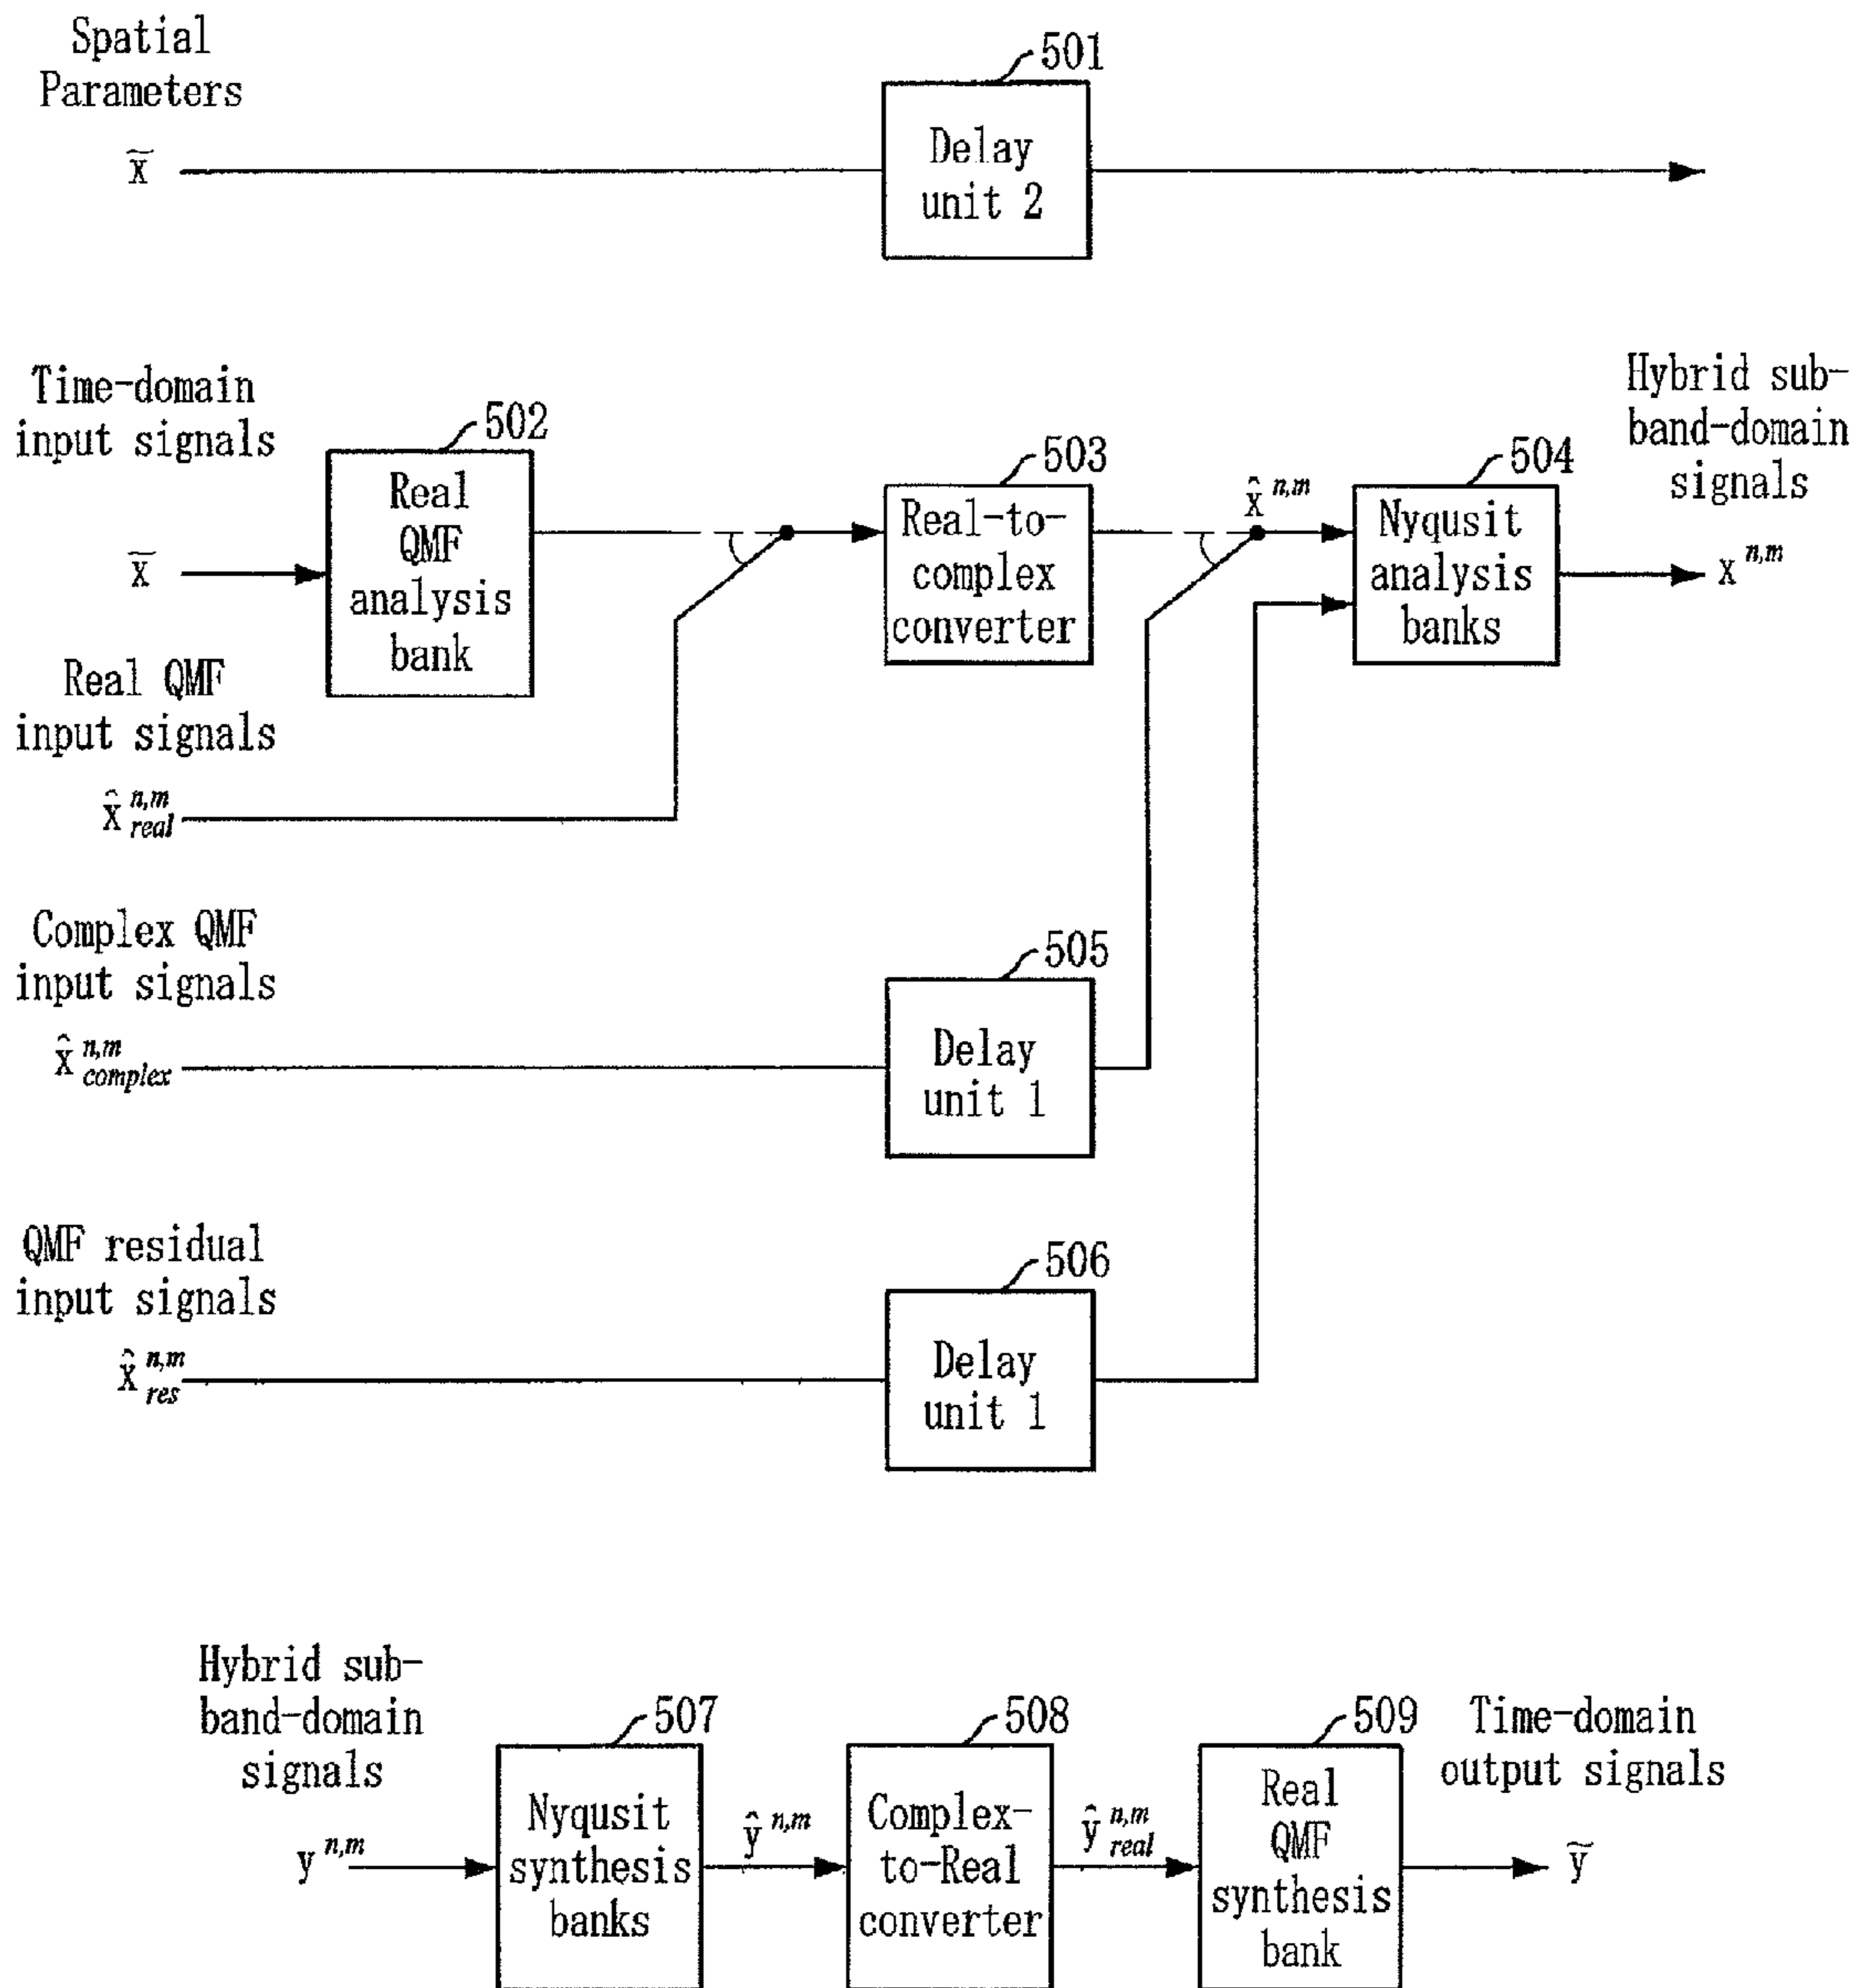 Spatial
Parameters
x̃
501
Delay
unit 2
Time-domain
input signals
x̃
502
Real
QMF
analysis
bank
503
Real-to-
complex
converter
x̂ n,m
504
Nyqusit
analysis
banks
Hybrid sub-
band-domain
signals
x n,m
Real QMF
input signals
x̂ n,m real
Complex QMF
input signals
x̂ n,m complex
505
Delay
unit 1
QMF residual
input signals
x̂ n,m res
506
Delay
unit 1
Hybrid sub-
band-domain
signals
y n,m
507
Nyqusit
synthesis
banks
ŷ n,m
508
Complex-
to-Real
converter
ŷ n,m real
509
Real
QMF
synthesis
bank
Time-domain
output signals
ỹ